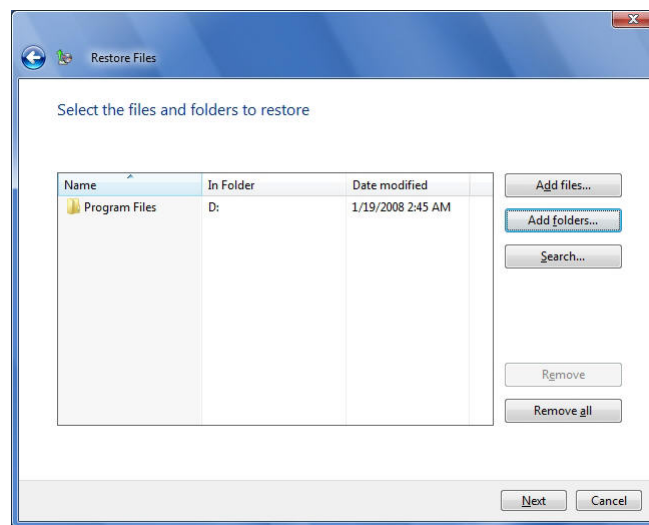 Restore Files
Select the files and folders to restore
Name In Folder Date modified
Program Files D: 1/19/2008 2:45 AM
Add files...
Add folders...
Search...
Remove
Remove all
Next Cancel